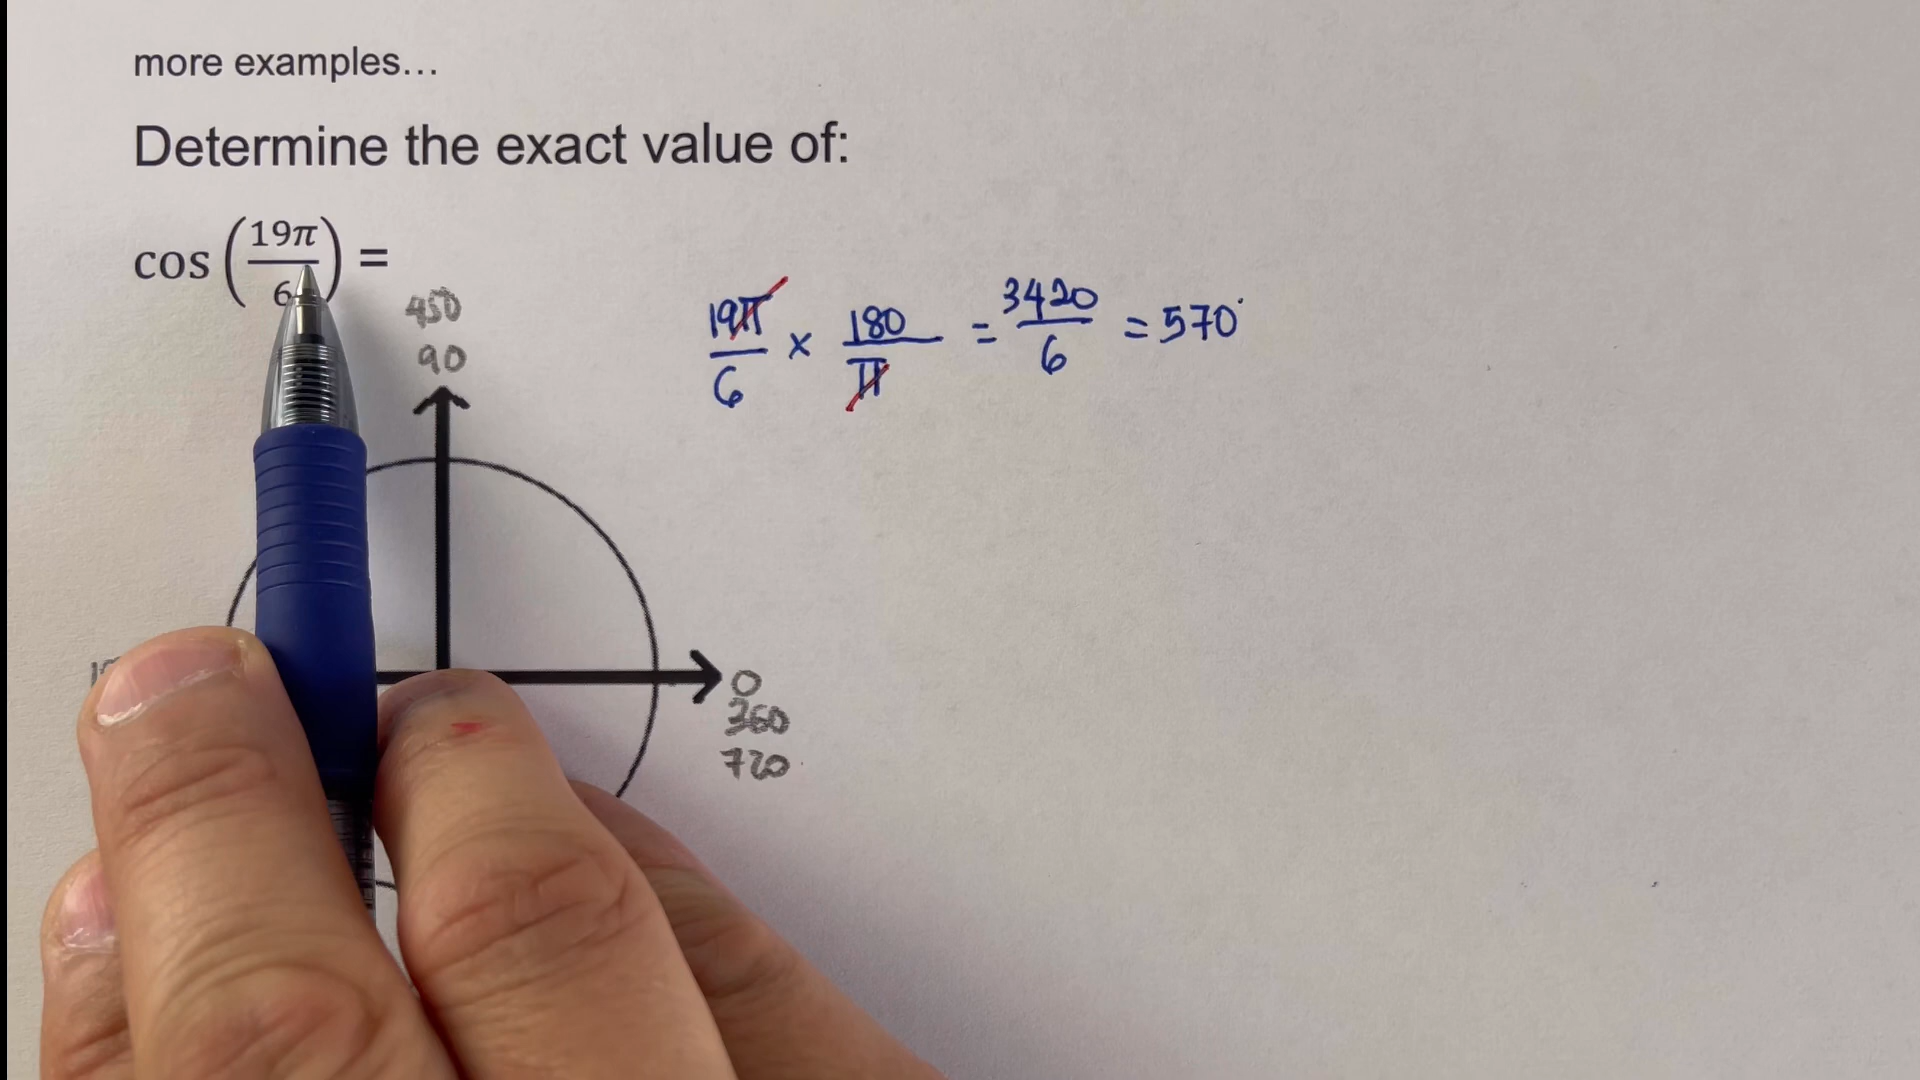 more examples...
Determine the exact value of:
cos (19π/6) =
19π/6 × 180/π = 3420/6 = 570°
450
90
0
360
720